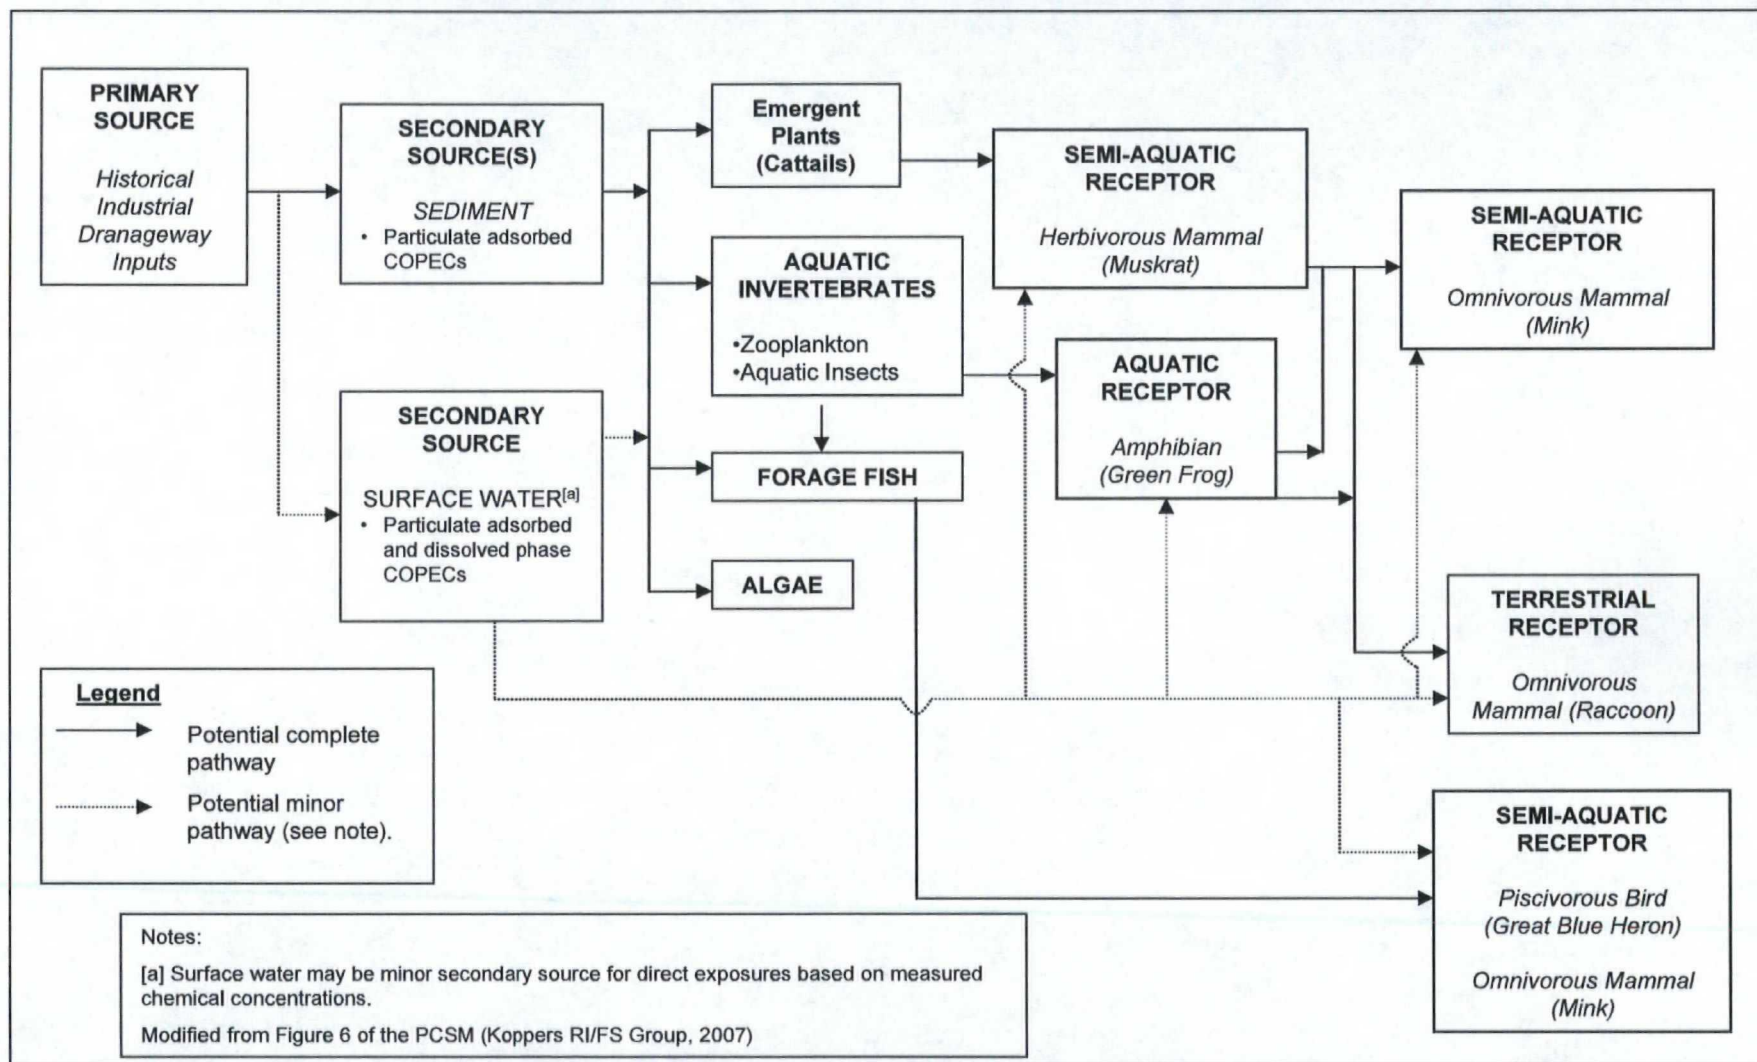 PRIMARY
SOURCE
Historical
Industrial
Dranageway
Inputs
SECONDARY
SOURCE(S)
SEDIMENT
• Particulate adsorbed
COPECs
SECONDARY
SOURCE
SURFACE WATER[a]
• Particulate adsorbed
and dissolved phase
COPECs
Emergent
Plants
(Cattails)
AQUATIC
INVERTEBRATES
•Zooplankton
•Aquatic Insects
FORAGE FISH
ALGAE
SEMI-AQUATIC
RECEPTOR
Herbivorous Mammal
(Muskrat)
AQUATIC
RECEPTOR
Amphibian
(Green Frog)
SEMI-AQUATIC
RECEPTOR
Omnivorous Mammal
(Mink)
TERRESTRIAL
RECEPTOR
Omnivorous
Mammal (Raccoon)
SEMI-AQUATIC
RECEPTOR
Piscivorous Bird
(Great Blue Heron)
Omnivorous Mammal
(Mink)
Legend
Potential complete
pathway
Potential minor
pathway (see note).
Notes:
[a] Surface water may be minor secondary source for direct exposures based on measured
chemical concentrations.
Modified from Figure 6 of the PCSM (Koppers RI/FS Group, 2007)